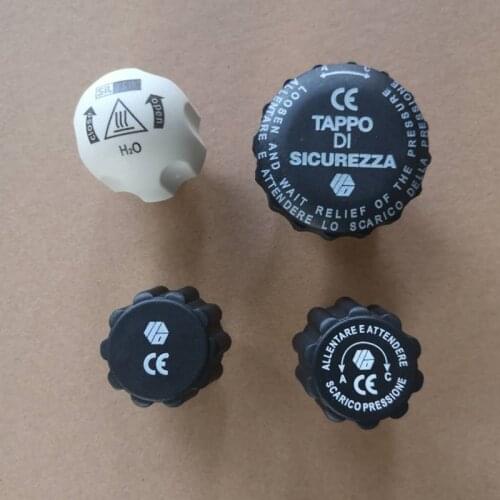 close
open
H₂O
A C
CE
TAPPO
DI
SICUREZZA
LOOSEN AND WAIT RELIEF OF THE PRESSURE
ALLENTARE E ATTENDERE LO SCARICO DELLA PRESSIONE
CE
ALLENTARE E ATTENDERE
A C
CE
SCARICO PRESSIONE